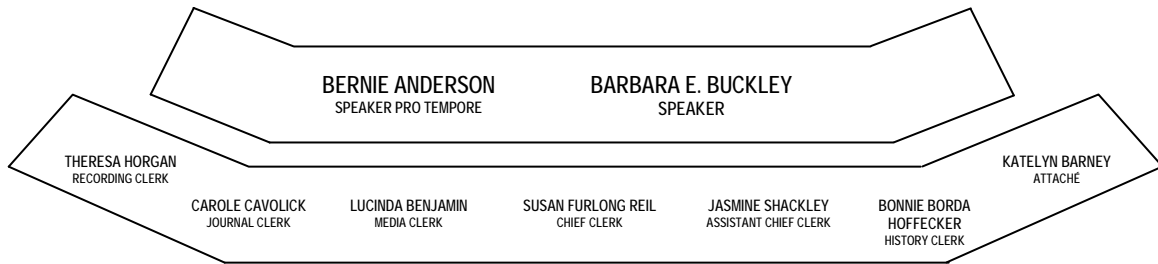 BERNIE ANDERSON
SPEAKER PRO TEMPORE
BARBARA E. BUCKLEY
SPEAKER
THERESA HORGAN
RECORDING CLERK
CAROLE CAVOLICK
JOURNAL CLERK
LUCINDA BENJAMIN
MEDIA CLERK
SUSAN FURLONG REIL
CHIEF CLERK
JASMINE SHACKLEY
ASSISTANT CHIEF CLERK
BONNIE BORDA
HOFFECKER
HISTORY CLERK
KATELYN BARNEY
ATTACHÉ